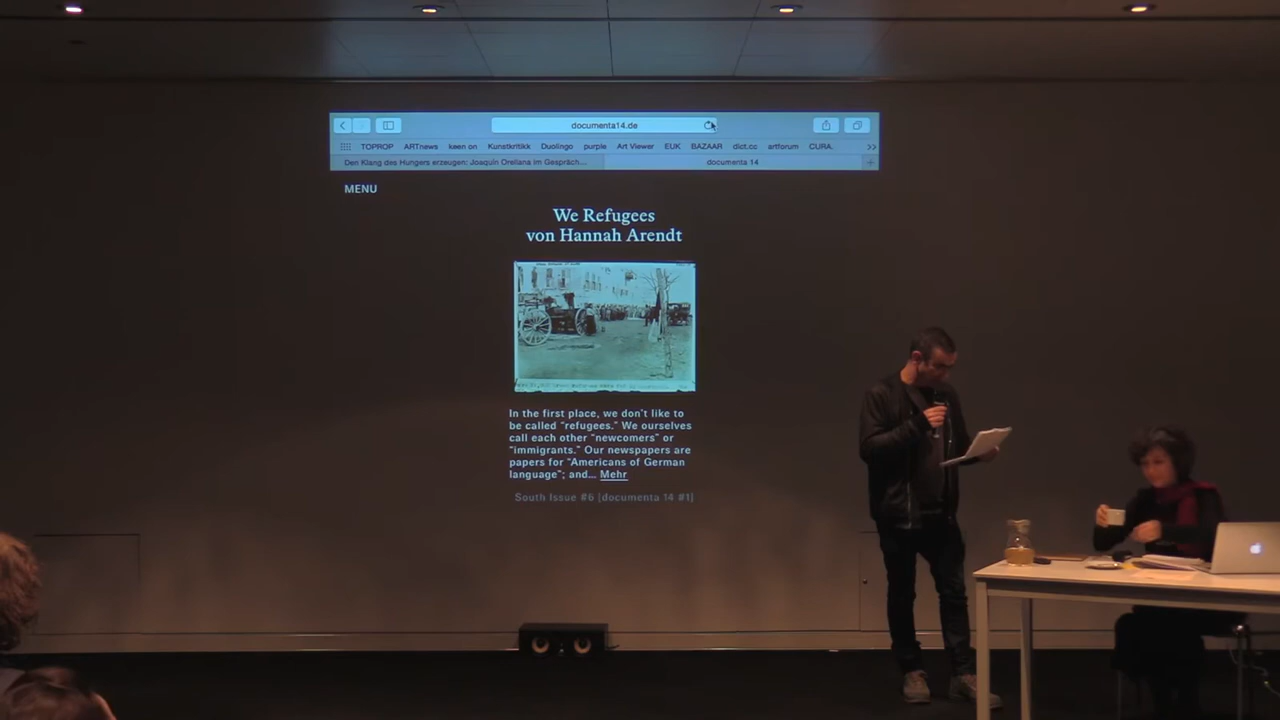 documenta14.de
TOPROP ARTnews keen on Kunstkritikk Duolingo purple Art Viewer EUK BAZAAR dict.cc artforum CURA. >>
Den Klang des Hungers erzeugen: Joaquín Orellana im Gespräch... documenta 14 +
MENU
We Refugees
von Hannah Arendt
In the first place, we don't like to
be called "refugees." We ourselves
call each other "newcomers" or
"immigrants." Our newspapers are
papers for "Americans of German
language"; and... Mehr
South Issue #6 [documenta 14 #1]